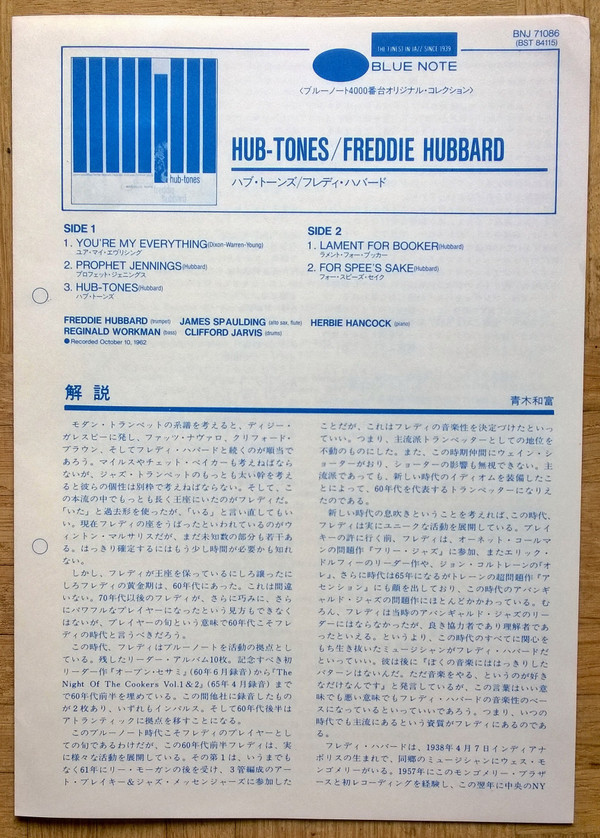 BNJ 71086
(BST 84115)
THE FINEST IN JAZZ SINCE 1939
BLUE NOTE
〈ブルーノート4000番台オリジナル・コレクション〉
hub-tones
HUB-TONES/FREDDIE HUBBARD
ハブ・トーンズ/フレディ・ハバード
SIDE 1
1. YOU'RE MY EVERYTHING(Dixon-Warren-Young)
ユア・マイ・エヴリシング
2. PROPHET JENNINGS(Hubbard)
プロフェット・ジェニングス
3. HUB-TONES(Hubbard)
ハブ・トーンズ
SIDE 2
1. LAMENT FOR BOOKER(Hubbard)
ラメント・フォー・ブッカー
2. FOR SPEE'S SAKE(Hubbard)
フォー・スピーズ・セイク
FREDDIE HUBBARD (trumpet) JAMES SPAULDING (alto sax, flute) HERBIE HANCOCK (piano)
REGINALD WORKMAN (bass) CLIFFORD JARVIS (drums)
●Recorded October 10, 1962
解説
青木和富
モダン・トランペットの系譜を考えると、ディジー・
ガレスピーに発し、ファッツ・ナヴァロ、クリフォード・
ブラウン、そしてフレディ・ハバードと続くのが順当で
あろう。マイルスやチェット・ベイカーも考えねばなら
ないが、ジャズ・トランペットのもっとも太い幹を考え
ると彼らの個性は別枠で考えねばならない。そして、こ
の本流の中でもっとも長く王座にいたのがフレディだ。
「いた」と過去形を使ったが、「いる」と言い直してもい
い。現在フレディの座をうばったといわれているのがウ
ィントン・マルサリスだが、まだ未知数の部分も若干あ
る。はっきり確定するにはもう少し時間が必要かも知れ
ない。
しかし、フレディが王座を保っているにしろ譲ったに
しろフレディの黄金期は、60年代にあった。これは間違
いない。70年代以後のフレディが、さらに巧みに、さら
にパワフルなプレイヤーになったという見方もできなく
はないが、プレイヤーの旬という意味で60年代こそフレ
ディの時代と言うべきだろう。
この時代、フレディはブルーノートを活動の拠点とし
ている。残したリーダー・アルバム10枚。記念すべき初
リーダー作『オープン・セサミ』(60年6月録音)から『The
Night Of The Cookers Vol.1&2』(65年4月録音)まで
で60年代前半を埋めている。この間他社に録音したもの
が2枚あり、いずれもインパルス。そして60年代後半は
アトランティックに拠点を移すことになる。
このブルーノート時代こそフレディのプレイヤーとし
ての旬であるわけだが、この60年代前半フレディは、実
に様々な活動を展開している。その第1は、いうまでも
なく61年にリー・モーガンの後を受け、3管編成のアー
ト・ブレイキー&ジャズ・メッセンジャーズに参加した
ことだが、これはフレディの音楽性を決定づけたといっ
ていい。つまり、主流派トランペッターとしての地位を
不動のものにした。また、この時期仲間にウェイン・シ
ョーターがおり、ショーターの影響も無視できない。主
流派であっても、新しい時代のイディオムを装備したこ
とによって、60年代を代表するトランペッターになりえ
たのである。
新しい時代の息吹きということを考えれば、この時代、
フレディは実にユニークな活動を展開している。ブレイ
キーの許に行く前、フレディは、オーネット・コールマ
ンの問題作『フリー・ジャズ』に参加、またエリック・
ドルフィーのリーダー作や、ジョン・コルトレーンの『オ
レ』、さらに時代は65年になるがトレーンの超問題作『ア
センション』にも顔を出しており、この時代のアバンギ
ャルド・ジャズの問題作にほとんどかかわっている。む
ろん、フレディは当時のアバンギャルド・ジャズのリー
ダーにはならなかったが、良き協力者であり理解者であ
ったといえる。というより、この時代のすべてに関心を
もち生き抜いたミュージシャンがフレディ・ハバードだ
といっていい。彼は後に『ぼくの音楽にははっきりした
パターンはないんだ。ただ音楽をやる、というのが好き
なだけなんです』と発言しているが、この言葉はいい意
味でも悪い意味でもフレディ・ハバードの音楽性のベー
スになっているといっていいであろう。つまり、いつの
時代でも主流にあるという資質がフレディにあるのであ
る。
フレディ・ハバードは、1938年4月7日インディアナ
ポリスの生まれで、同郷のミュージシャンにウェス・モ
ンゴメリーがいる。1957年にこのモンゴメリー・ブラザ
ースと初レコーディングを経験し、この翌年に中央のNY